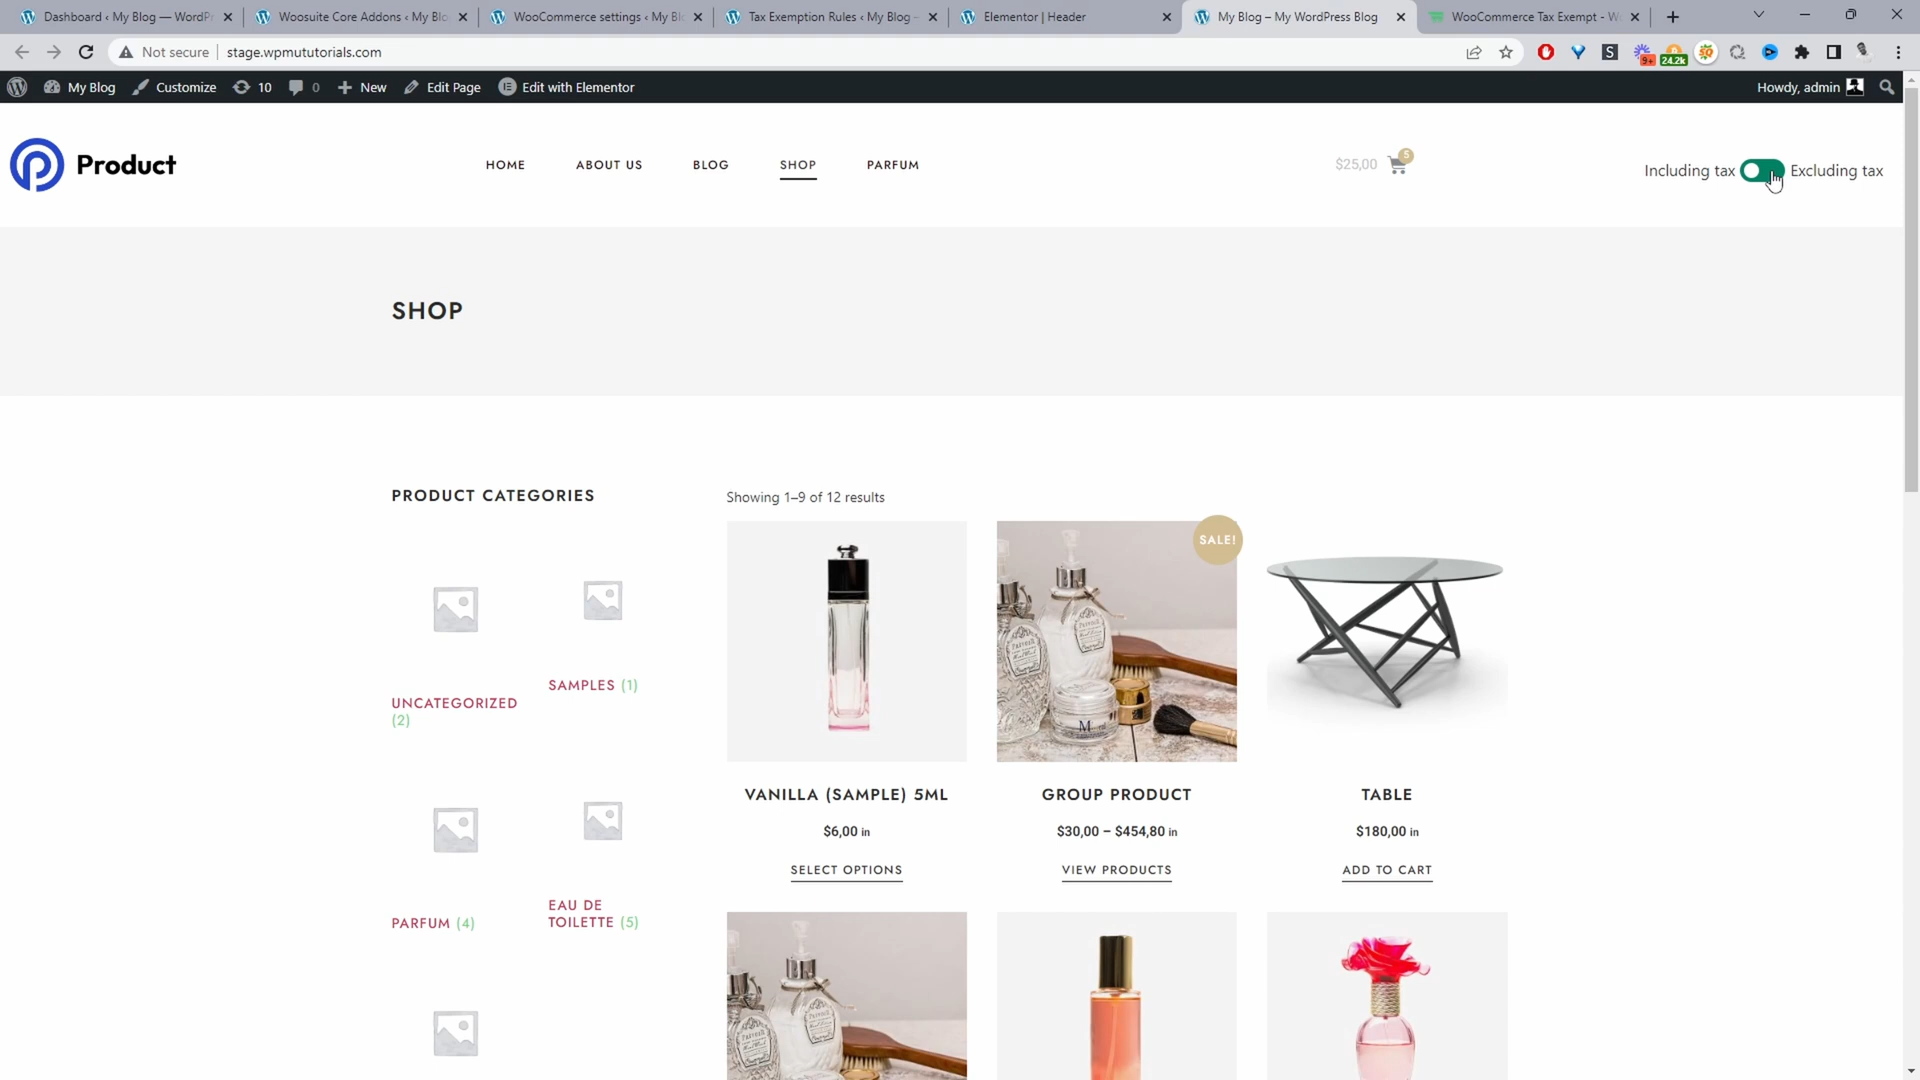 Dashboard ‹ My Blog — WordPr
Woosuite Core Addons ‹ My Blo
WooCommerce settings ‹ My Bl
Tax Exemption Rules ‹ My Blog –
Elementor | Header
My Blog – My WordPress Blog
WooCommerce Tax Exempt - W
Not secure
stage.wpmututorials.com
9+
24.2k
My Blog
Customize
10
0
New
Edit Page
Edit with Elementor
Howdy, admin
Product
HOME
ABOUT US
BLOG
SHOP
PARFUM
$25,00
5
Including tax
Excluding tax
SHOP
PRODUCT CATEGORIES
Showing 1–9 of 12 results
SALE!
UNCATEGORIZED
(2)
SAMPLES (1)
VANILLA (SAMPLE) 5ML
GROUP PRODUCT
TABLE
$6,00 in
$30,00 – $454,80 in
$180,00 in
SELECT OPTIONS
VIEW PRODUCTS
ADD TO CART
PARFUM (4)
EAU DE
TOILETTE (5)